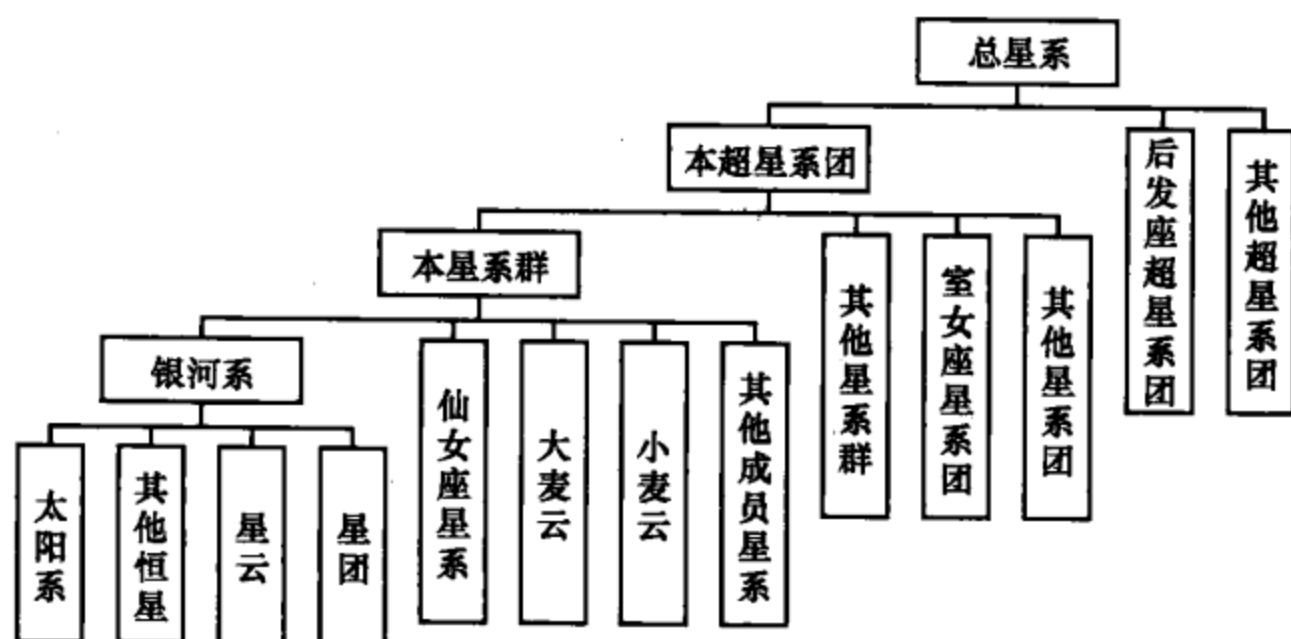 总星系
本超星系团
后发座超星系团
其他超星系团
本星系群
其他星系群
室女座星系团
其他星系团
银河系
仙女座星系
大麦云
小麦云
其他成员星系
太阳系
其他恒星
星云
星团